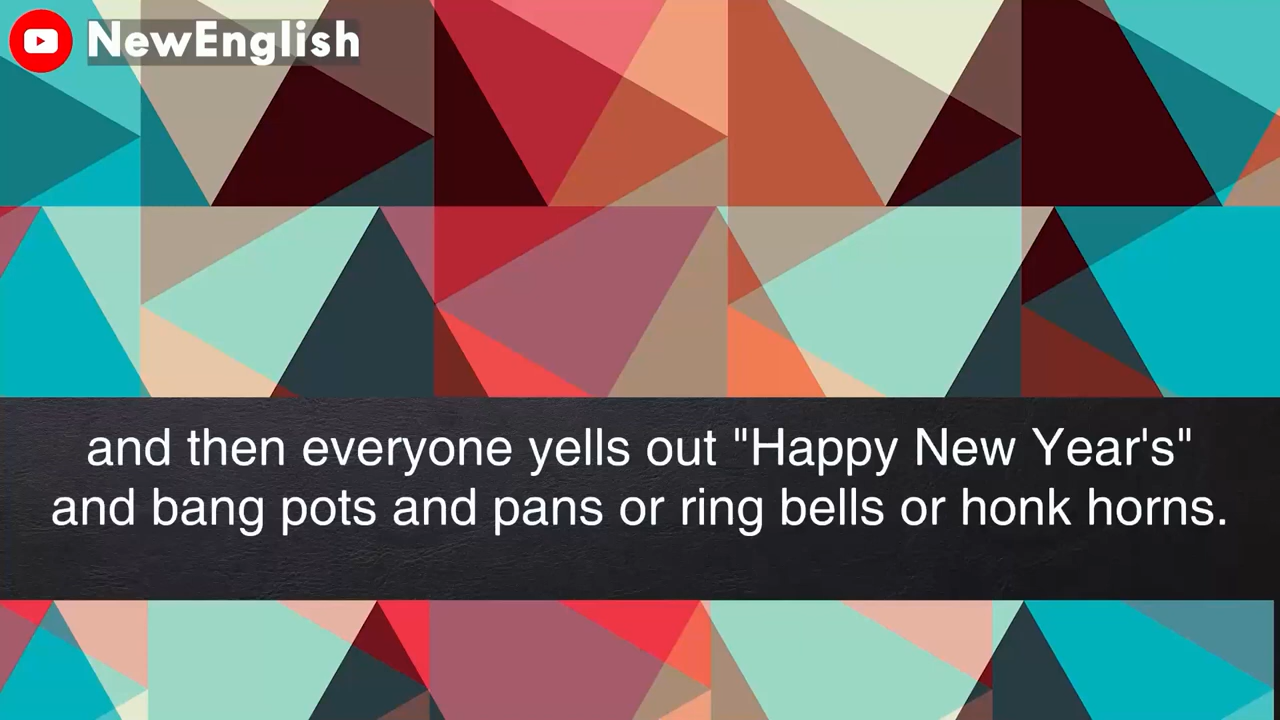 NewEnglish
and then everyone yells out "Happy New Year's"
and bang pots and pans or ring bells or honk horns.